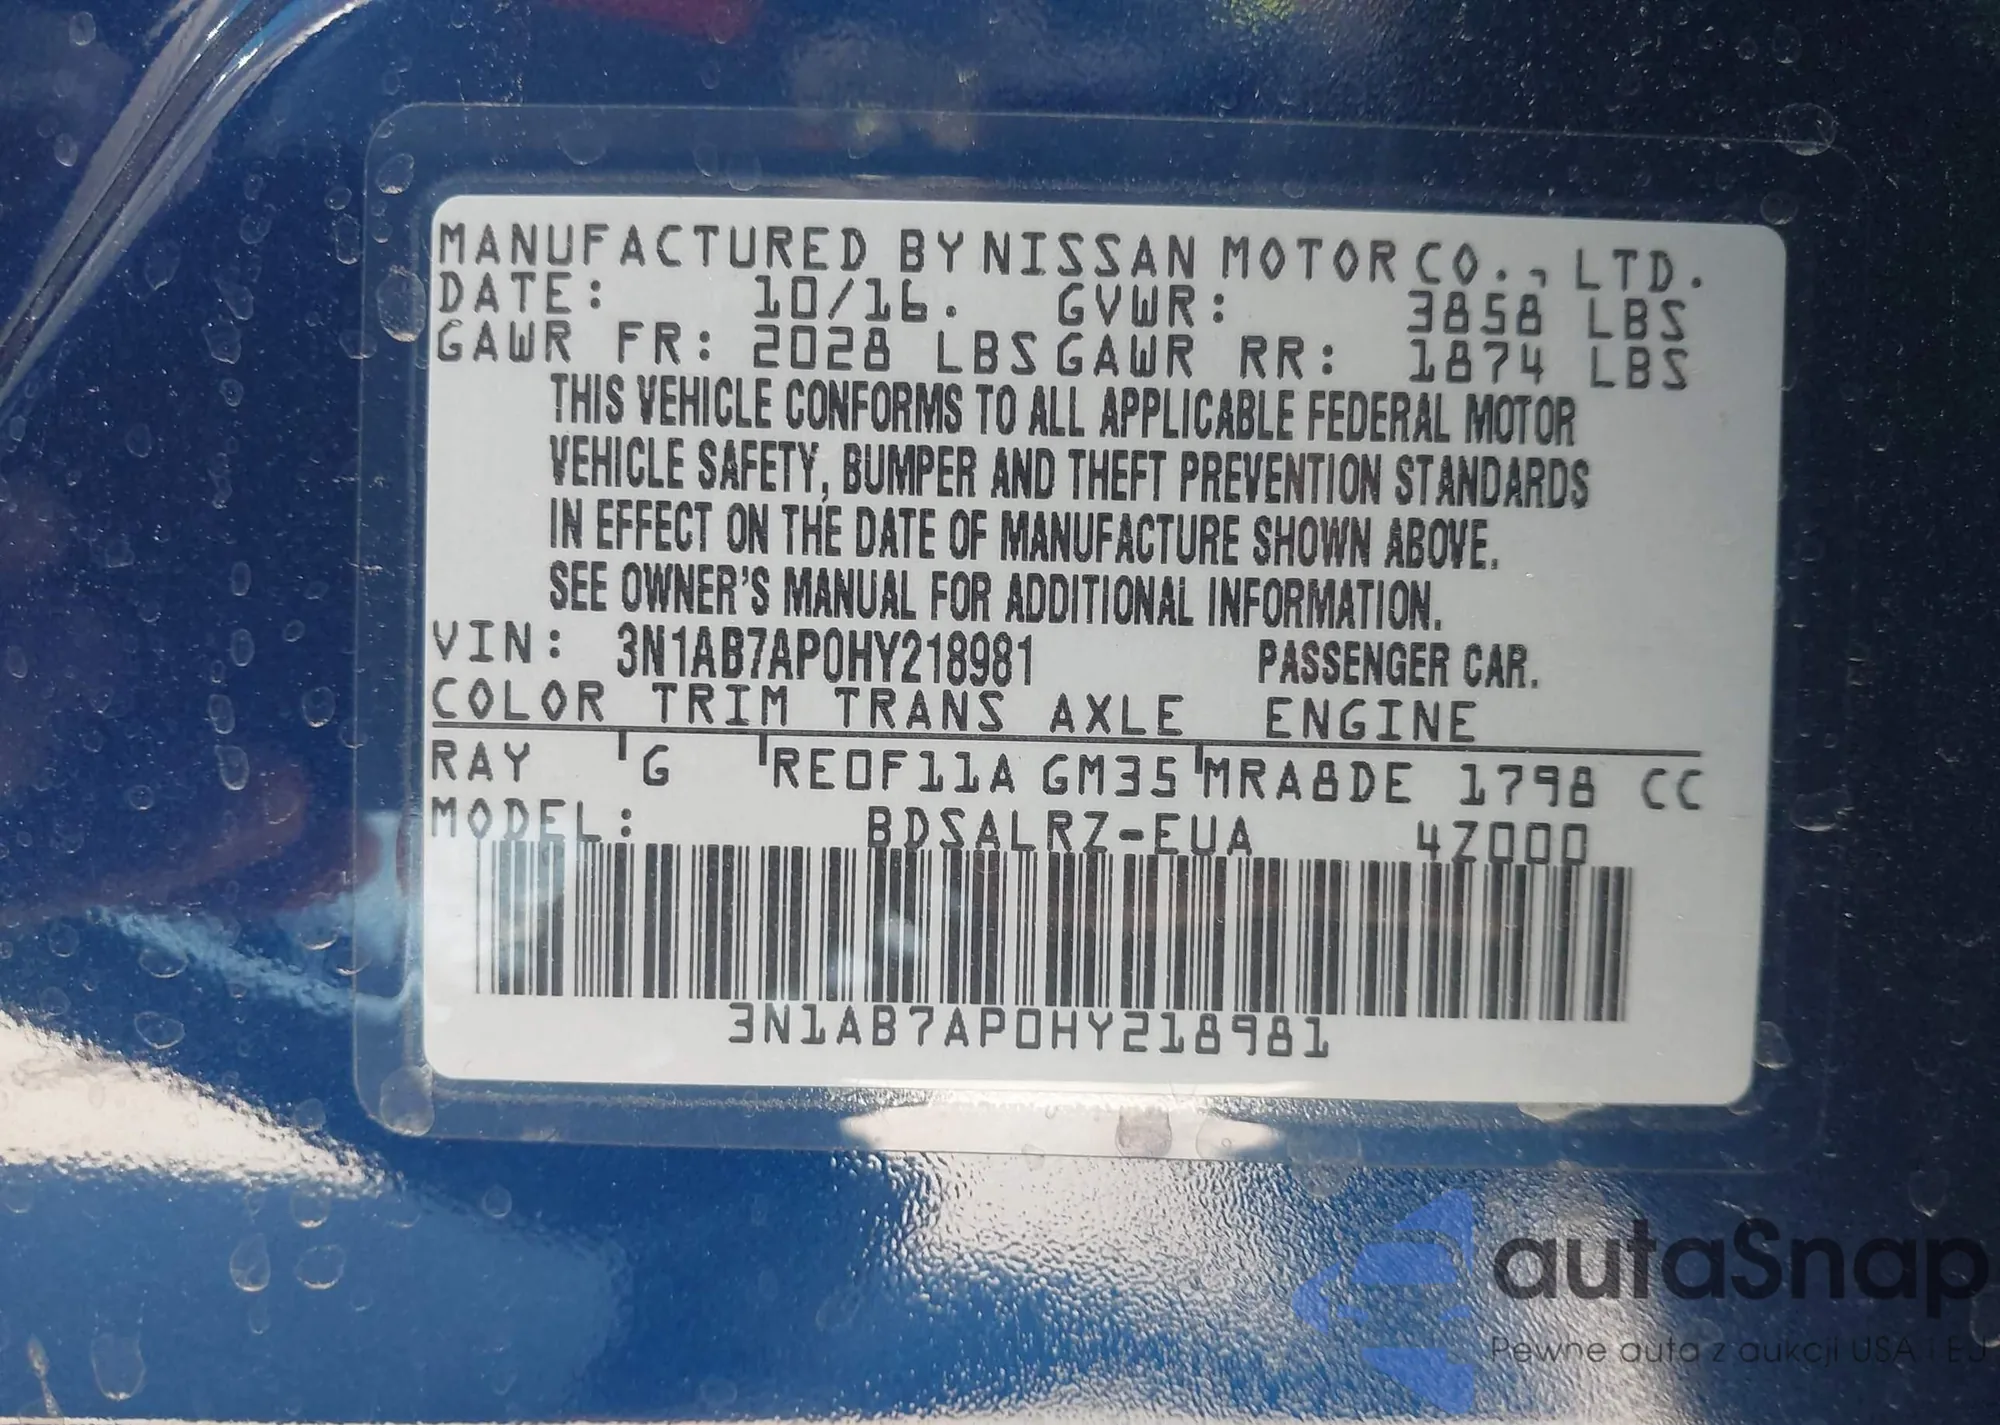 MANUFACTURED BY NISSAN MOTOR CO., LTD.
DATE: 10/16. GVWR: 3858 LBS
GAWR FR: 2028 LBS GAWR RR: 1874 LBS
THIS VEHICLE CONFORMS TO ALL APPLICABLE FEDERAL MOTOR
VEHICLE SAFETY, BUMPER AND THEFT PREVENTION STANDARDS
IN EFFECT ON THE DATE OF MANUFACTURE SHOWN ABOVE.
SEE OWNER'S MANUAL FOR ADDITIONAL INFORMATION.
VIN: 3N1AB7AP0HY218981 PASSENGER CAR.
COLOR TRIM TRANS AXLE ENGINE
RAY G RE0F11A GM35 MRA8DE 1798 CC
MODEL: BDSALRZ-EUA 4Z000
3N1AB7AP0HY218981
autaSnap
Pewne auta z aukcji USA i EU